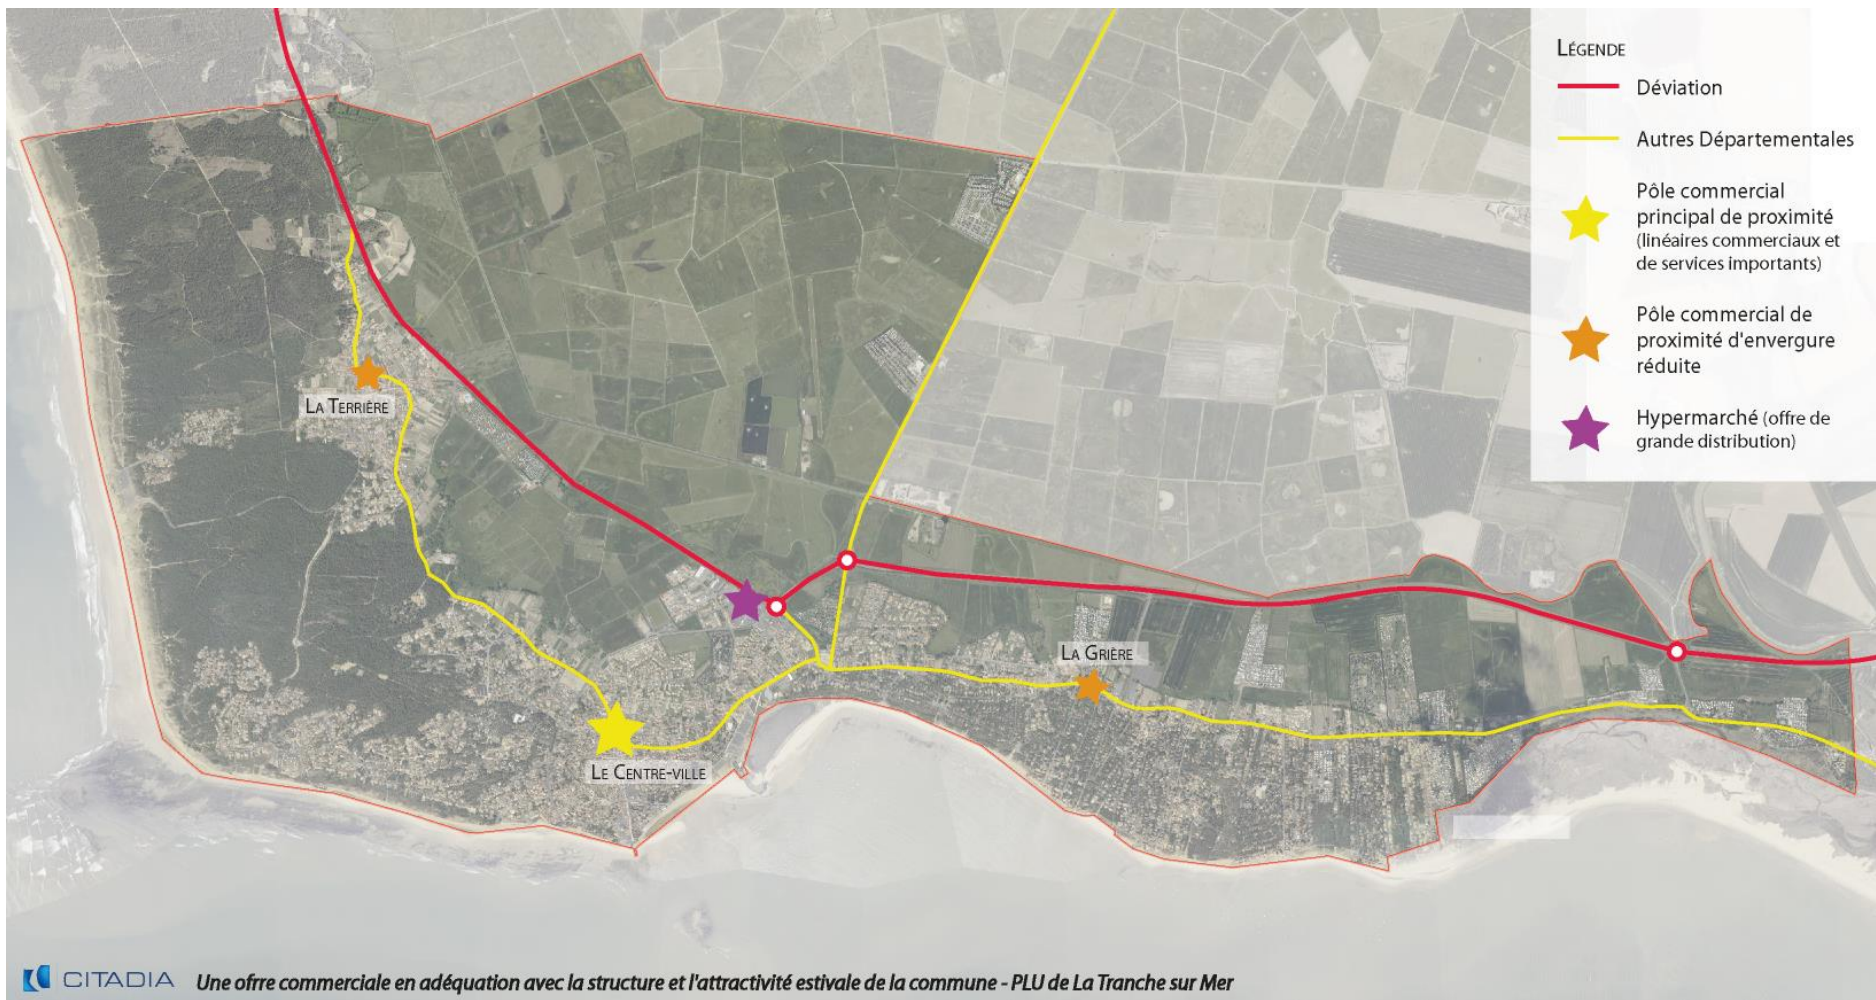 LÉGENDE
Déviation
Autres Départementales
Pôle commercial
principal de proximité
(linéaires commerciaux et
de services importants)
Pôle commercial de
proximité d'envergure
réduite
Hypermarché (offre de
grande distribution)
LA TERRIÈRE
LA GRIÈRE
LE CENTRE-VILLE
CITADIA Une ofrre commerciale en adéquation avec la structure et l'attractivité estivale de la commune - PLU de La Tranche sur Mer